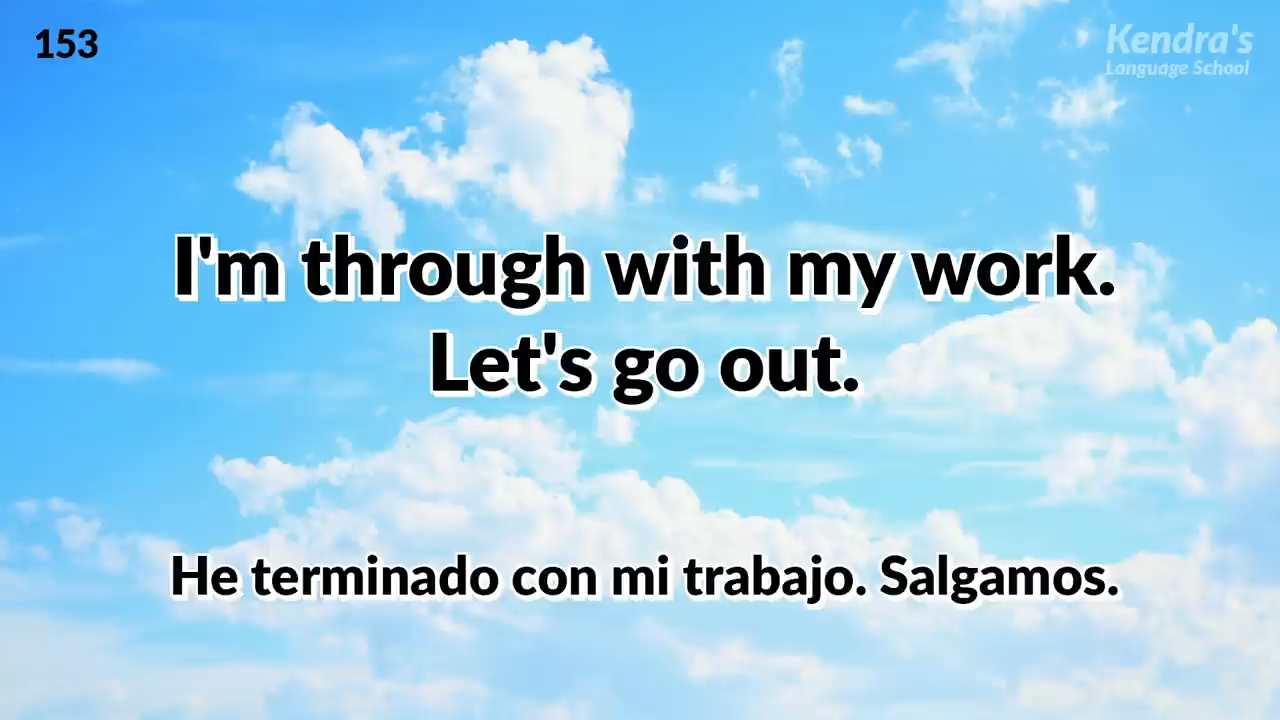 153
Kendra's
Language School
I'm through with my work.
Let's go out.
He terminado con mi trabajo. Salgamos.